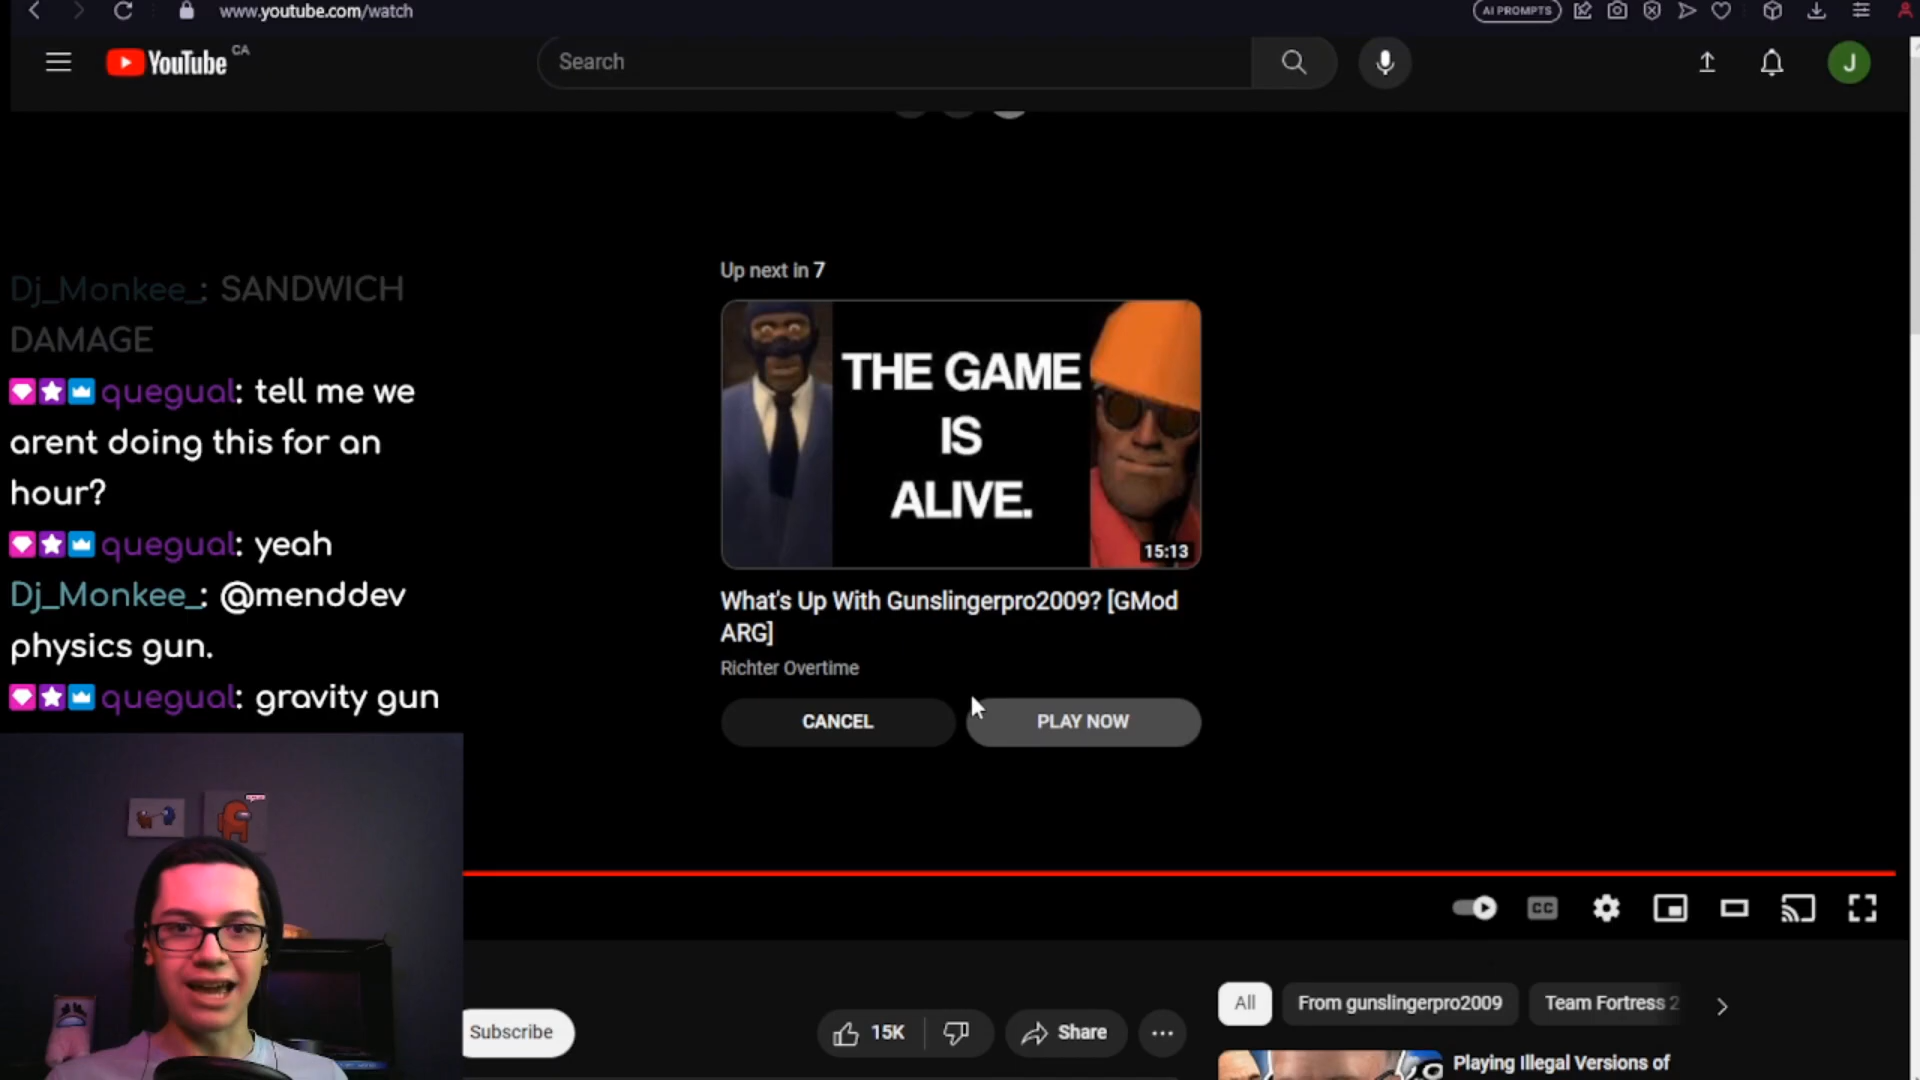 www.youtube.com/watch
AI PROMPTS
YouTube CA
Search
J
Up next in 7
THE GAME
IS
ALIVE.
15:13
What's Up With Gunslingerpro2009? [GMod
ARG]
Richter Overtime
CANCEL
PLAY NOW
Dj_Monkee_: SANDWICH
DAMAGE
quegual: tell me we
arent doing this for an
hour?
quegual: yeah
Dj_Monkee_: @menddev
physics gun.
quegual: gravity gun
CC
Subscribe
15K
Share
All
From gunslingerpro2009
Team Fortress 2
Playing Illegal Versions of